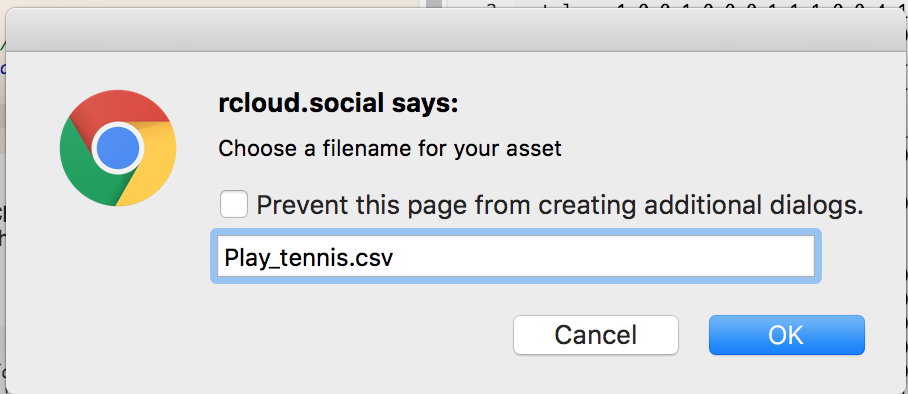 rcloud.social says:
Choose a filename for your asset
Prevent this page from creating additional dialogs.
Play_tennis.csv
Cancel
OK